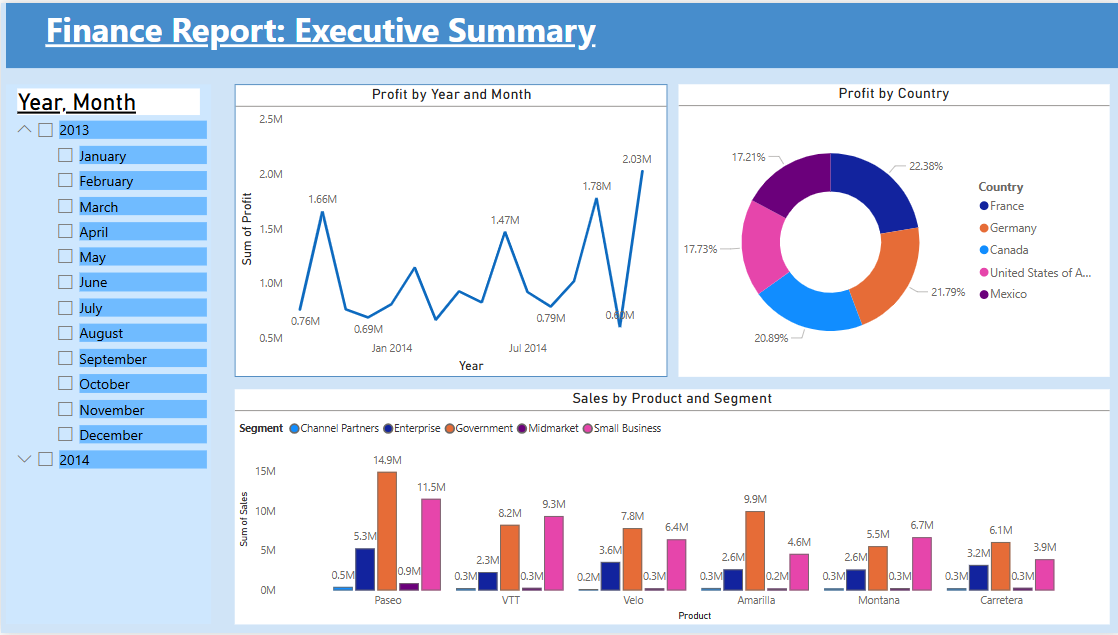 Finance Report: Executive Summary
Year, Month
2013
January
February
March
April
May
June
July
August
September
October
November
December
2014
Profit by Year and Month
2.5M
2.0M
1.5M
1.0M
0.5M
Sum of Profit
0.76M
1.66M
0.69M
1.47M
0.79M
1.78M
0.60M
2.03M
Jan 2014
Jul 2014
Year
Profit by Country
17.21%
22.38%
17.73%
21.79%
20.89%
Country
France
Germany
Canada
United States of A...
Mexico
Sales by Product and Segment
Segment Channel Partners Enterprise Government Midmarket Small Business
15M
10M
5M
0M
Sum of Sales
0.5M 5.3M 14.9M 0.9M 11.5M
0.3M 2.3M 8.2M 0.3M 9.3M
0.2M 3.6M 7.8M 0.3M 6.4M
0.3M 2.6M 9.9M 0.2M 4.6M
0.3M 2.6M 5.5M 0.3M 6.7M
0.3M 3.2M 6.1M 0.3M 3.9M
Paseo VTT Velo Amarilla Montana Carretera
Product